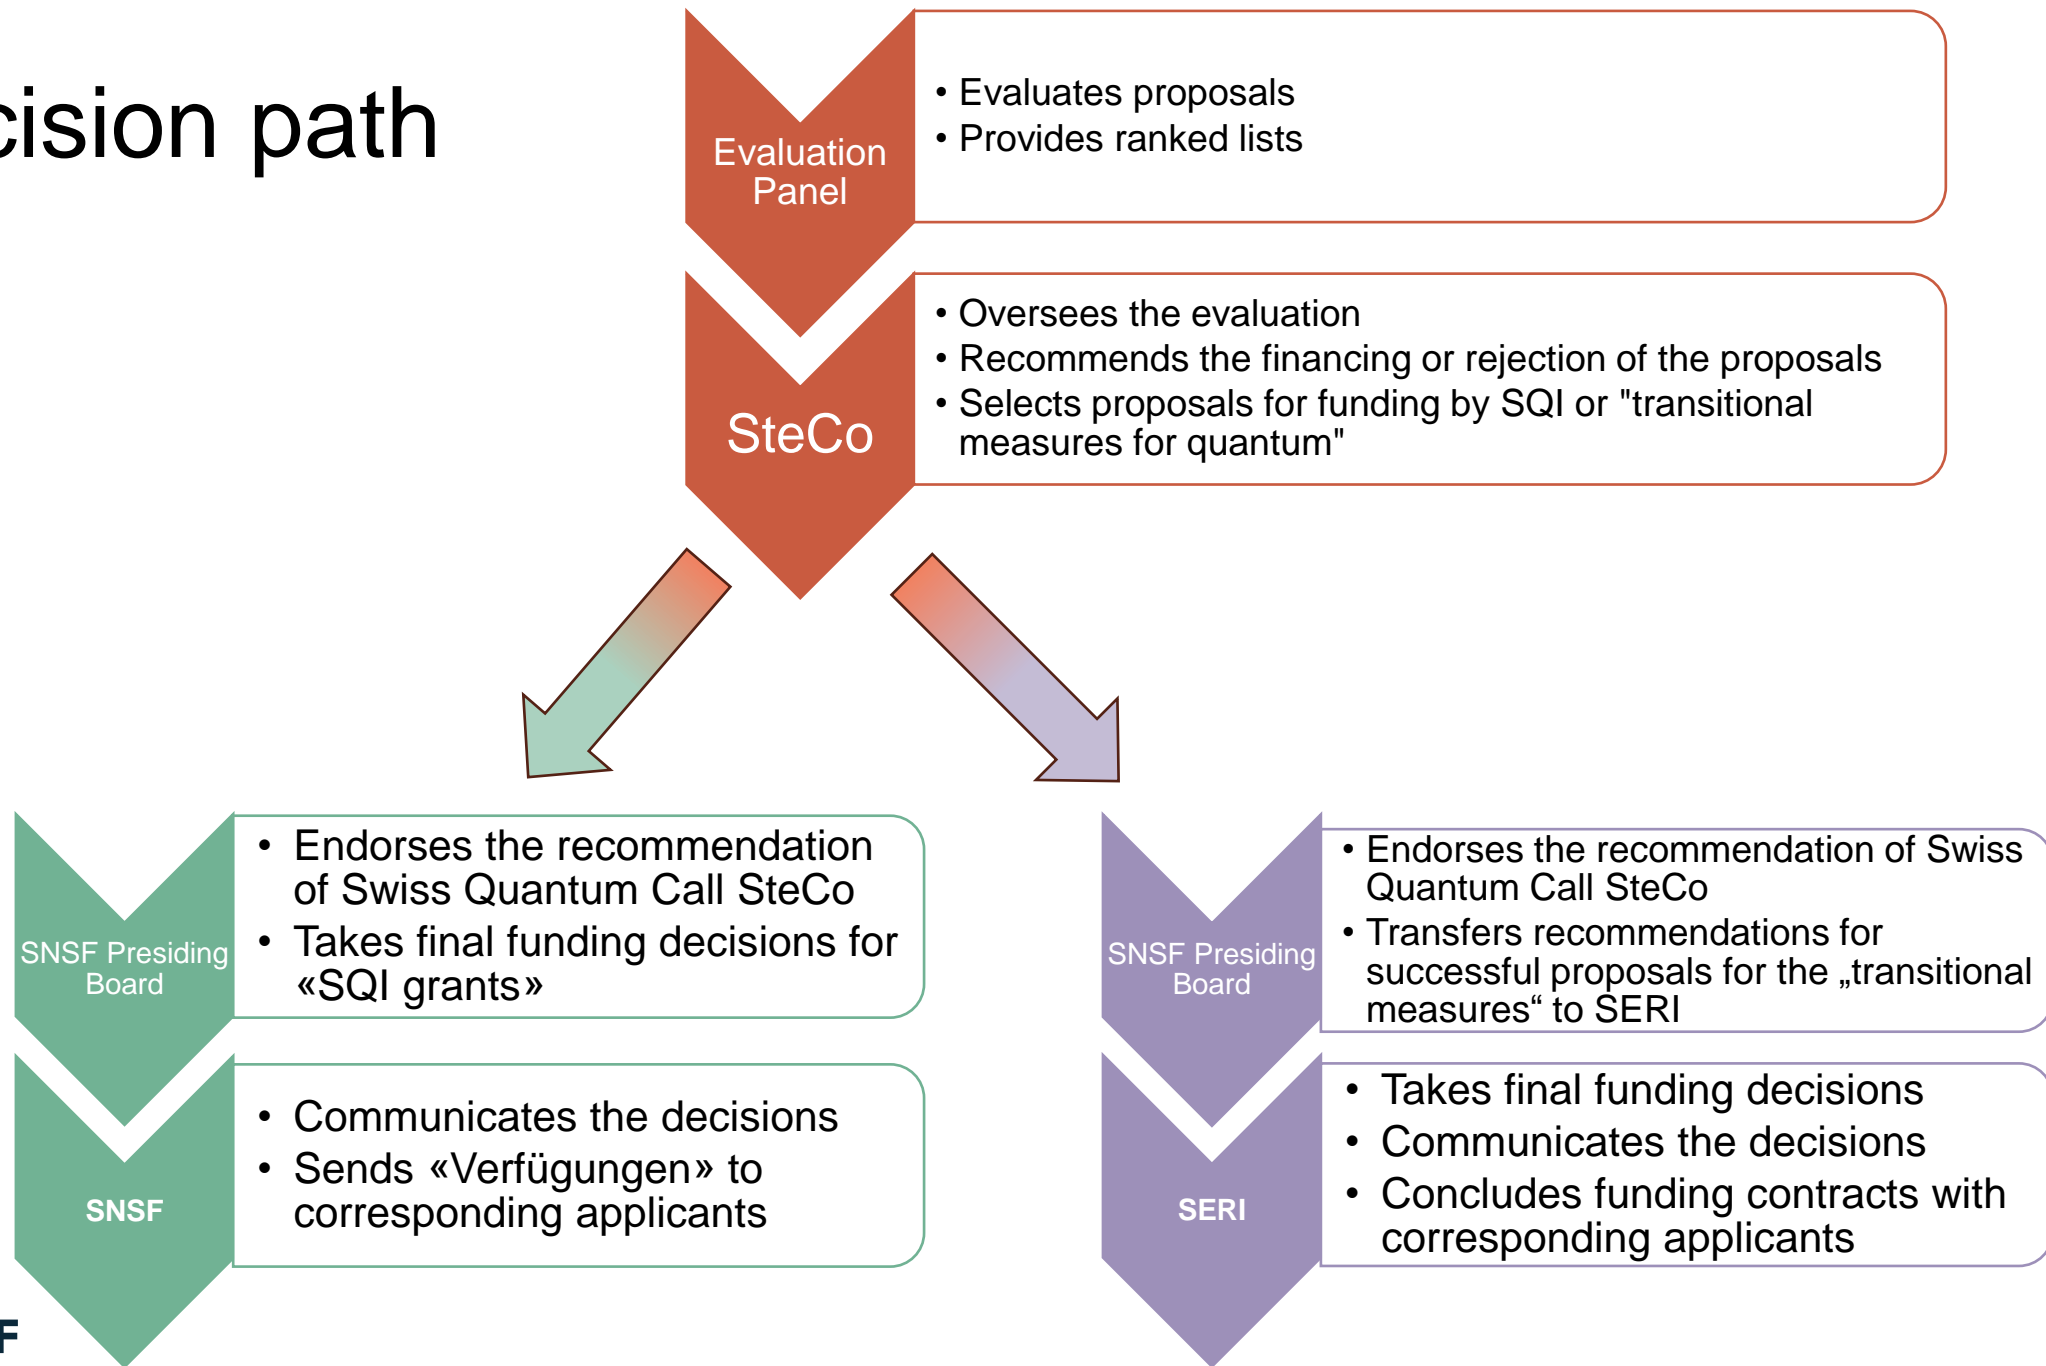 cision path
Evaluation
Panel
• Evaluates proposals
• Provides ranked lists
SteCo
• Oversees the evaluation
• Recommends the financing or rejection of the proposals
• Selects proposals for funding by SQI or "transitional
measures for quantum"
SNSF Presiding
Board
• Endorses the recommendation
of Swiss Quantum Call SteCo
• Takes final funding decisions for
«SQI grants»
SNSF
• Communicates the decisions
• Sends «Verfügungen» to
corresponding applicants
SNSF Presiding
Board
• Endorses the recommendation of Swiss
Quantum Call SteCo
• Transfers recommendations for
successful proposals for the „transitional
measures“ to SERI
SERI
• Takes final funding decisions
• Communicates the decisions
• Concludes funding contracts with
corresponding applicants
F